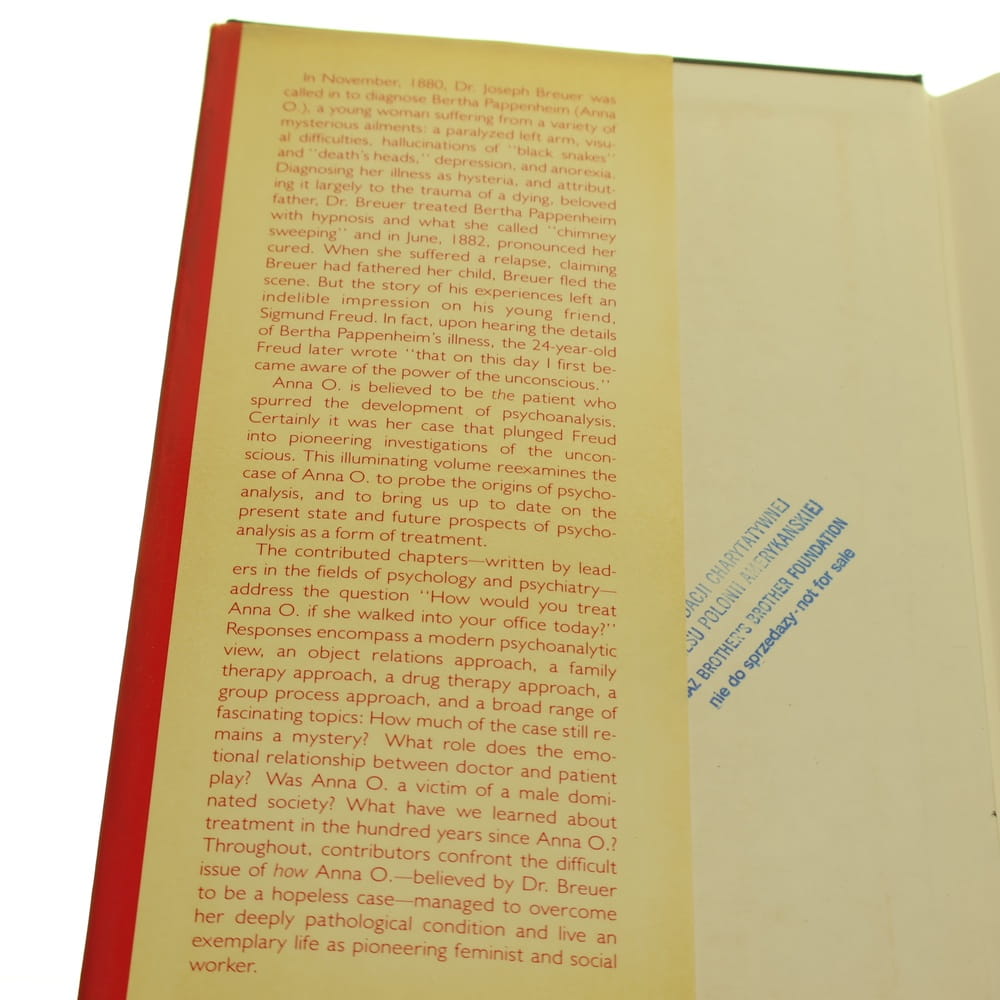 In November, 1880, Dr. Joseph Breuer was
called in to diagnose Bertha Pappenheim (Anna
O.), a young woman suffering from a variety of
mysterious ailments: a paralyzed left arm, visu-
al difficulties, hallucinations of "black snakes"
and "death's heads," depression, and anorexia.
Diagnosing her illness as hysteria, and attribut-
ing it largely to the trauma of a dying, beloved
father, Dr. Breuer treated Bertha Pappenheim
with hypnosis and what she called "chimney
sweeping" and in June, 1882, pronounced her
cured. When she suffered a relapse, claiming
Breuer had fathered her child, Breuer fled the
scene. But the story of his experiences left an
indelible impression on his young friend,
Sigmund Freud. In fact, upon hearing the details
of Bertha Pappenheim's illness, the 24-year-old
Freud later wrote "that on this day I first be-
came aware of the power of the unconscious."
Anna O. is believed to be the patient who
spurred the development of psychoanalysis.
Certainly it was her case that plunged Freud
into pioneering investigations of the uncon-
scious. This illuminating volume reexamines the
case of Anna O. to probe the origins of psycho-
analysis, and to bring us up to date on the
present state and future prospects of psycho-
analysis as a form of treatment.
The contributed chapters—written by lead-
ers in the fields of psychology and psychiatry—
address the question "How would you treat
Anna O. if she walked into your office today?"
Responses encompass a modern psychoanalytic
view, an object relations approach, a family
therapy approach, a drug therapy approach, a
group process approach, and a broad range of
fascinating topics: How much of the case still re-
mains a mystery? What role does the emo-
tional relationship between doctor and patient
play? Was Anna O. a victim of a male domi-
nated society? What have we learned about
treatment in the hundred years since Anna O.?
Throughout, contributors confront the difficult
issue of how Anna O.—believed by Dr. Breuer
to be a hopeless case—managed to overcome
her deeply pathological condition and live an
exemplary life as pioneering feminist and social
worker.
DACJI CHARYTATYWNEJ
ESU POLONII AMERYKANSKIEJ
AZ BROTHER'S BROTHER FOUNDATION
nie do sprzedazy - not for sale